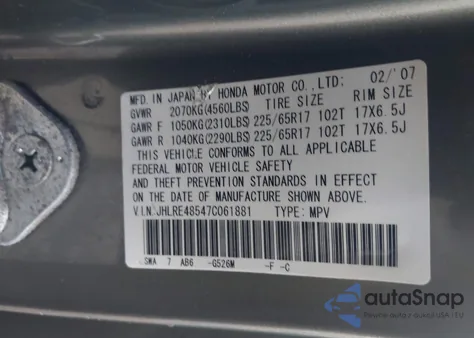 MFD. IN JAPAN BY HONDA MOTOR CO., LTD: 02/'07
GVWR 2070KG(4560LBS) TIRE SIZE RIM SIZE
GAWR F 1050KG(2310LBS) 225/65R17 102T 17X6.5J
GAWR R 1040KG(2290LBS) 225/65R17 102T 17X6.5J
THIS VEHICLE CONFORMS TO ALL APPLICABLE
FEDERAL MOTOR VEHICLE SAFETY
AND THEFT PREVENTION STANDARDS IN EFFECT
ON THE DATE OF MANUFACTURE SHOWN ABOVE.
VIN:JHLRE48547C061881 TYPE: MPV
SWA 7 AB6 -G526M -F -C
autoSnap